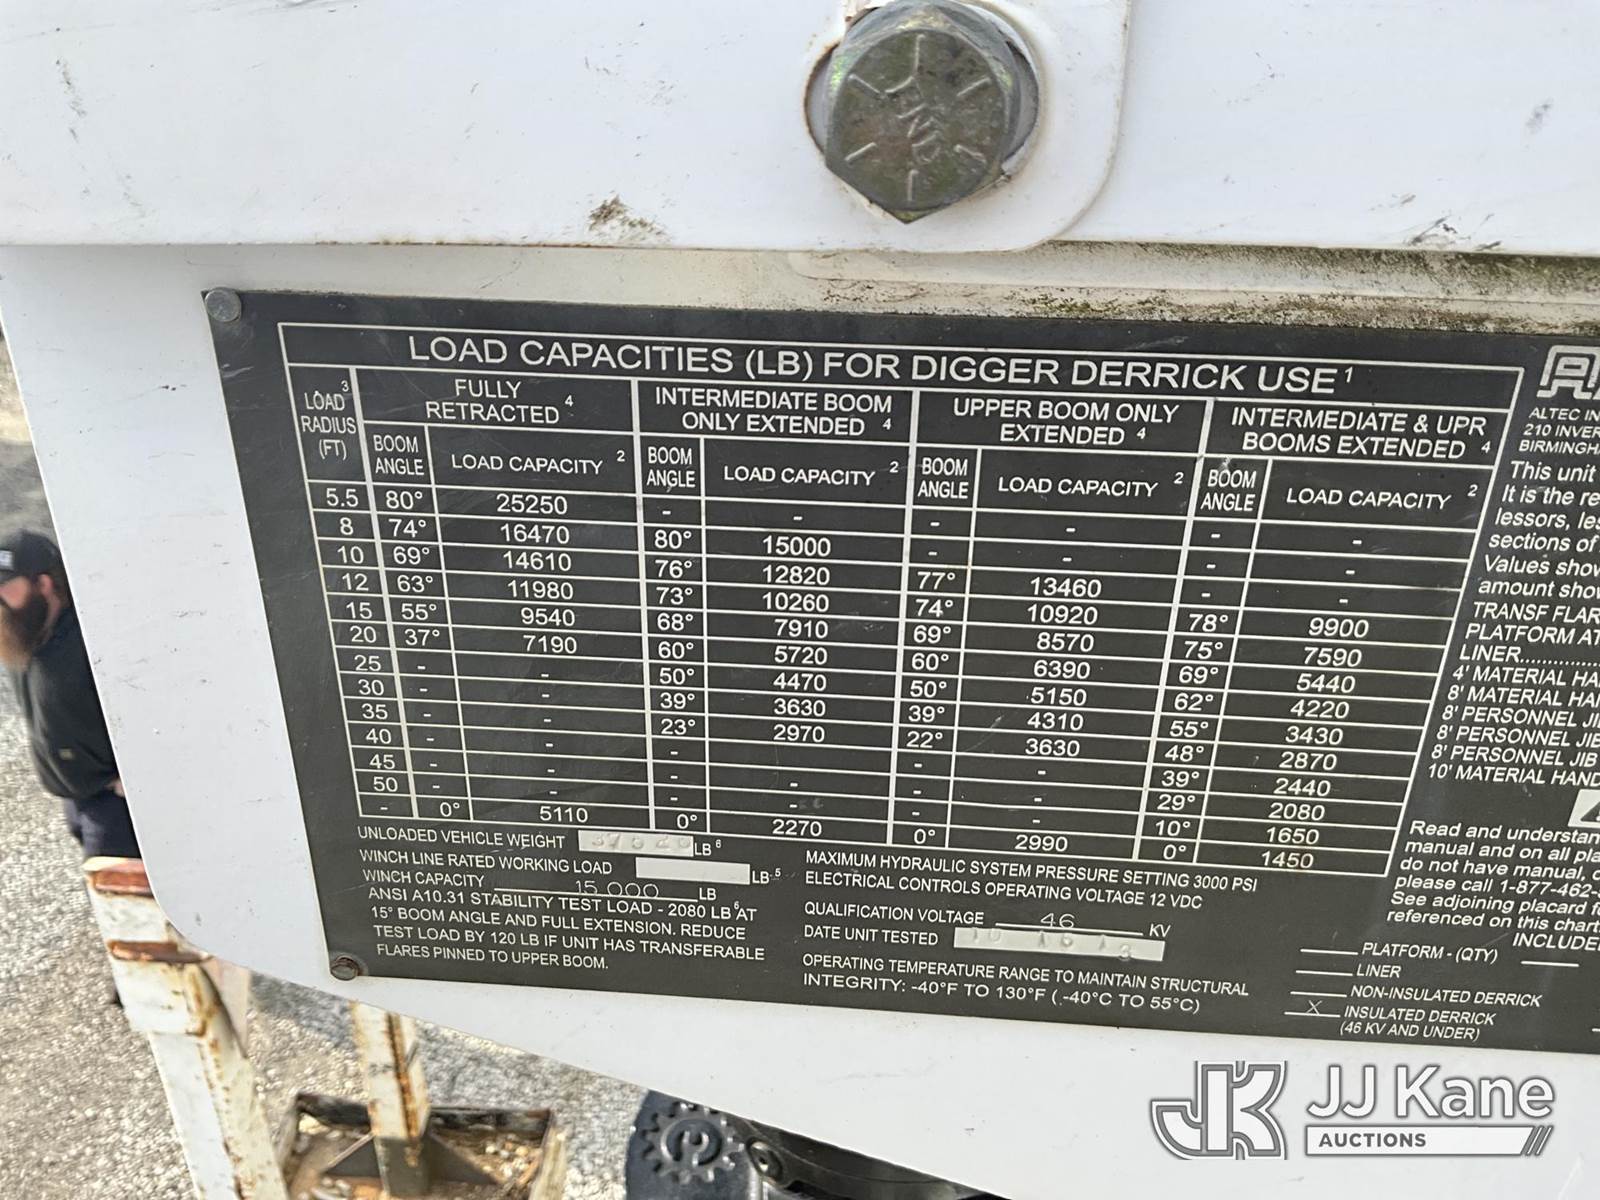 LOAD CAPACITIES (LB) FOR DIGGER DERRICK USE 1
LOAD 3
RADIUS
(FT)
FULLY
RETRACTED 4
INTERMEDIATE BOOM
ONLY EXTENDED 4
UPPER BOOM ONLY
EXTENDED 4
INTERMEDIATE & UPR
BOOMS EXTENDED 4
BOOM
ANGLE
LOAD CAPACITY 2
BOOM
ANGLE
LOAD CAPACITY 2
BOOM
ANGLE
LOAD CAPACITY 2
BOOM
ANGLE
LOAD CAPACITY 2
5.5 80° 25250 - - - - - -
8 74° 16470 80° 15000 - - - -
10 69° 14610 76° 12820 77° 13460 - -
12 63° 11980 73° 10260 74° 10920 78° 9900
15 55° 9540 68° 7910 69° 8570 75° 7590
20 37° 7190 60° 5720 60° 6390 69° 5440
25 - - 50° 4470 50° 5150 62° 4220
30 - - 39° 3630 39° 4310 55° 3430
35 - - 23° 2970 22° 3630 48° 2870
40 - - - - - - 39° 2440
45 - - - - - - 29° 2080
50 - - - - - - 10° 1650
- 0° 5110 0° 2270 0° 2990 0° 1450
UNLOADED VEHICLE WEIGHT LB 6
WINCH LINE RATED WORKING LOAD LB 5
WINCH CAPACITY 15,000 LB
ANSI A10.31 STABILITY TEST LOAD - 2080 LB 6 AT
15° BOOM ANGLE AND FULL EXTENSION. REDUCE
TEST LOAD BY 120 LB IF UNIT HAS TRANSFERABLE
FLARES PINNED TO UPPER BOOM.
MAXIMUM HYDRAULIC SYSTEM PRESSURE SETTING 3000 PSI
ELECTRICAL CONTROLS OPERATING VOLTAGE 12 VDC
QUALIFICATION VOLTAGE 46 KV
DATE UNIT TESTED 10 16 13
OPERATING TEMPERATURE RANGE TO MAINTAIN STRUCTURAL
INTEGRITY: -40°F TO 130°F ( -40°C TO 55°C)
ALTEC IN
210 INVER
BIRMINGHA
This unit
It is the re
lessors, les
sections of
Values show
amount show
TRANSF FLAR
PLATFORM AT
LINER
4' MATERIAL HA
8' MATERIAL HAN
8' PERSONNEL JIB
8' PERSONNEL JIB
8' PERSONNEL JIB
10' MATERIAL HAND
Read and understan
manual and on all pla
do not have manual, o
please call 1-877-462-
See adjoining placard f
referenced on this chart.
INCLUDE
PLATFORM - (QTY)
LINER
NON-INSULATED DERRICK
X INSULATED DERRICK
(46 KV AND UNDER)
JK JJ Kane
AUCTIONS